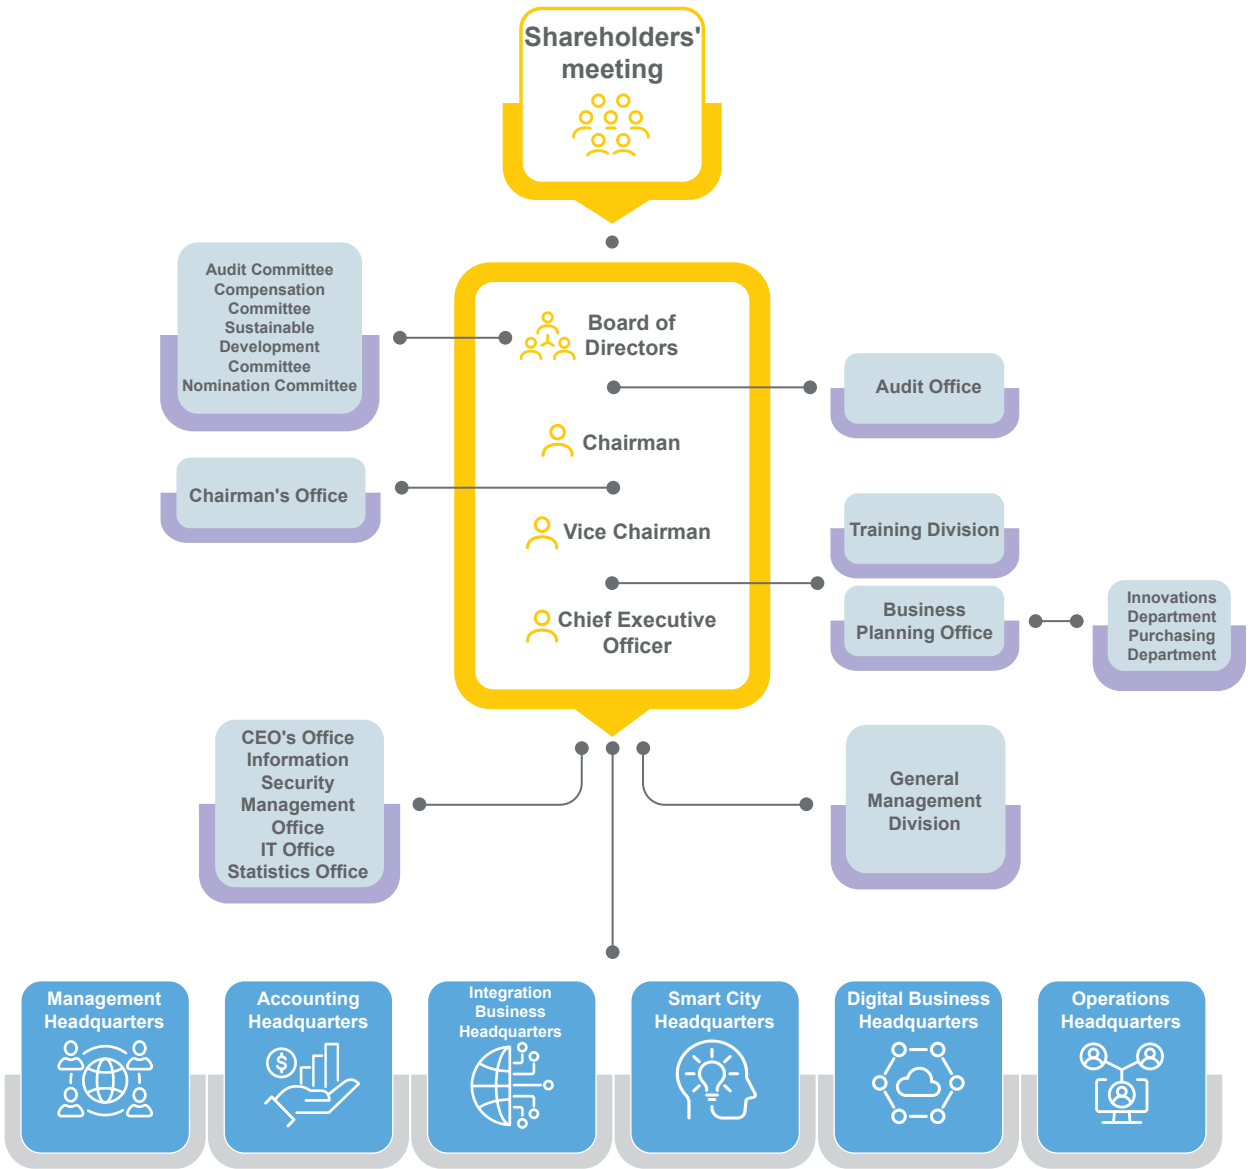 Shareholders'
meeting
Audit Committee
Compensation
Committee
Sustainable
Development
Committee
Nomination Committee
Board of
Directors
Audit Office
Chairman
Chairman's Office
Vice Chairman
Training Division
Chief Executive
Officer
Business
Planning Office
Innovations
Department
Purchasing
Department
CEO's Office
Information
Security
Management
Office
IT Office
Statistics Office
General
Management
Division
Management
Headquarters
Accounting
Headquarters
Integration
Business
Headquarters
Smart City
Headquarters
Digital Business
Headquarters
Operations
Headquarters
$